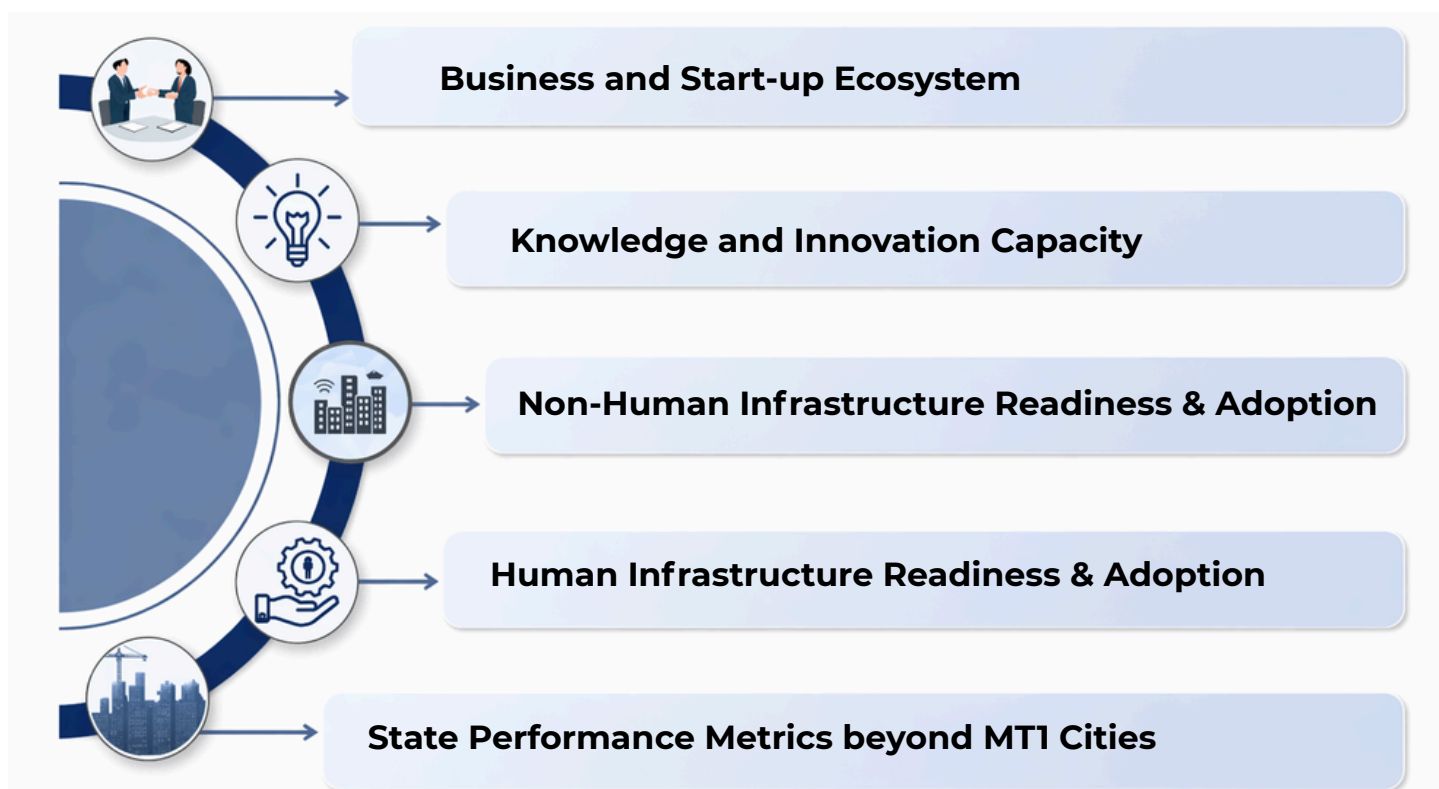 Business and Start-up Ecosystem
Knowledge and Innovation Capacity
Non-Human Infrastructure Readiness & Adoption
Human Infrastructure Readiness & Adoption
State Performance Metrics beyond MT1 Cities